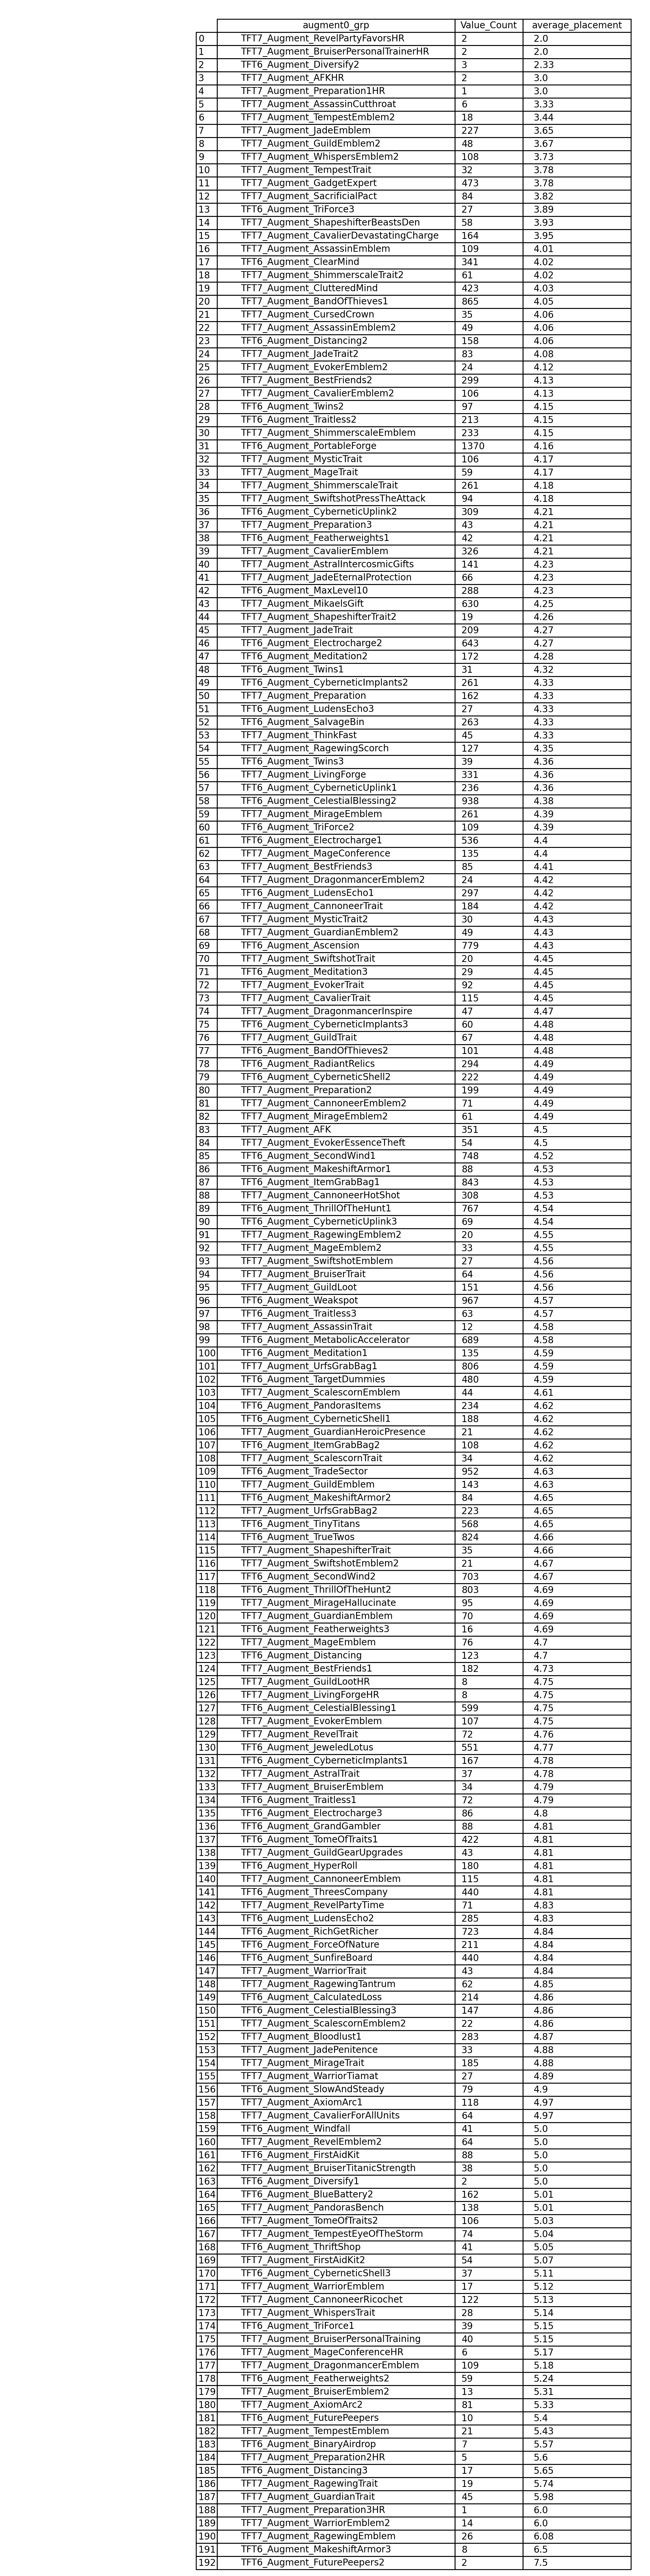 augment0_grp Value_Count average_placement
0 TFT7_Augment_RevelPartyFavorsHR 2 2.0
1 TFT7_Augment_BruiserPersonalTrainerHR 2 2.0
2 TFT6_Augment_Diversify2 3 2.33
3 TFT7_Augment_AFKHR 2 3.0
4 TFT7_Augment_Preparation1HR 1 3.0
5 TFT7_Augment_AssassinCutthroat 6 3.33
6 TFT7_Augment_TempestEmblem2 18 3.44
7 TFT7_Augment_JadeEmblem 227 3.65
8 TFT7_Augment_GuildEmblem2 48 3.67
9 TFT7_Augment_WhispersEmblem2 108 3.73
10 TFT7_Augment_TempestTrait 32 3.78
11 TFT7_Augment_GadgetExpert 473 3.78
12 TFT7_Augment_SacrificialPact 84 3.82
13 TFT6_Augment_TriForce3 27 3.89
14 TFT7_Augment_ShapeshifterBeastsDen 58 3.93
15 TFT7_Augment_CavalierDevastatingCharge 164 3.95
16 TFT7_Augment_AssassinEmblem 109 4.01
17 TFT6_Augment_ClearMind 341 4.02
18 TFT7_Augment_ShimmerscaleTrait2 61 4.02
19 TFT7_Augment_ClutteredMind 423 4.03
20 TFT7_Augment_BandOfThieves1 865 4.05
21 TFT7_Augment_CursedCrown 35 4.06
22 TFT7_Augment_AssassinEmblem2 49 4.06
23 TFT6_Augment_Distancing2 158 4.06
24 TFT7_Augment_JadeTrait2 83 4.08
25 TFT7_Augment_EvokerEmblem2 24 4.12
26 TFT7_Augment_BestFriends2 299 4.13
27 TFT7_Augment_CavalierEmblem2 106 4.13
28 TFT6_Augment_Twins2 97 4.15
29 TFT6_Augment_Traitless2 213 4.15
30 TFT7_Augment_ShimmerscaleEmblem 233 4.15
31 TFT6_Augment_PortableForge 1370 4.16
32 TFT7_Augment_MysticTrait 106 4.17
33 TFT7_Augment_MageTrait 59 4.17
34 TFT7_Augment_ShimmerscaleTrait 261 4.18
35 TFT7_Augment_SwiftshotPressTheAttack 94 4.18
36 TFT6_Augment_CyberneticUplink2 309 4.21
37 TFT7_Augment_Preparation3 43 4.21
38 TFT6_Augment_Featherweights1 42 4.21
39 TFT7_Augment_CavalierEmblem 326 4.21
40 TFT7_Augment_AstralIntercosmicGifts 141 4.23
41 TFT7_Augment_JadeEternalProtection 66 4.23
42 TFT6_Augment_MaxLevel10 288 4.23
43 TFT7_Augment_MikaelsGift 630 4.25
44 TFT7_Augment_ShapeshifterTrait2 19 4.26
45 TFT7_Augment_JadeTrait 209 4.27
46 TFT6_Augment_Electrocharge2 643 4.27
47 TFT6_Augment_Meditation2 172 4.28
48 TFT6_Augment_Twins1 31 4.32
49 TFT6_Augment_CyberneticImplants2 261 4.33
50 TFT7_Augment_Preparation 162 4.33
51 TFT6_Augment_LudensEcho3 27 4.33
52 TFT6_Augment_SalvageBin 263 4.33
53 TFT7_Augment_ThinkFast 45 4.33
54 TFT7_Augment_RagewingScorch 127 4.35
55 TFT6_Augment_Twins3 39 4.36
56 TFT7_Augment_LivingForge 331 4.36
57 TFT6_Augment_CyberneticUplink1 236 4.36
58 TFT6_Augment_CelestialBlessing2 938 4.38
59 TFT7_Augment_MirageEmblem 261 4.39
60 TFT6_Augment_TriForce2 109 4.39
61 TFT6_Augment_Electrocharge1 536 4.4
62 TFT7_Augment_MageConference 135 4.4
63 TFT7_Augment_BestFriends3 85 4.41
64 TFT7_Augment_DragonmancerEmblem2 24 4.42
65 TFT6_Augment_LudensEcho1 297 4.42
66 TFT7_Augment_CannoneerTrait 184 4.42
67 TFT7_Augment_MysticTrait2 30 4.43
68 TFT7_Augment_GuardianEmblem2 49 4.43
69 TFT6_Augment_Ascension 779 4.43
70 TFT7_Augment_SwiftshotTrait 20 4.45
71 TFT6_Augment_Meditation3 29 4.45
72 TFT7_Augment_EvokerTrait 92 4.45
73 TFT7_Augment_CavalierTrait 115 4.45
74 TFT7_Augment_DragonmancerInspire 47 4.47
75 TFT6_Augment_CyberneticImplants3 60 4.48
76 TFT7_Augment_GuildTrait 67 4.48
77 TFT6_Augment_BandOfThieves2 101 4.48
78 TFT6_Augment_RadiantRelics 294 4.49
79 TFT6_Augment_CyberneticShell2 222 4.49
80 TFT7_Augment_Preparation2 199 4.49
81 TFT7_Augment_CannoneerEmblem2 71 4.49
82 TFT7_Augment_MirageEmblem2 61 4.49
83 TFT7_Augment_AFK 351 4.5
84 TFT7_Augment_EvokerEssenceTheft 54 4.5
85 TFT6_Augment_SecondWind1 748 4.52
86 TFT6_Augment_MakeshiftArmor1 88 4.53
87 TFT6_Augment_ItemGrabBag1 843 4.53
88 TFT7_Augment_CannoneerHotShot 308 4.53
89 TFT6_Augment_ThrillOfTheHunt1 767 4.54
90 TFT6_Augment_CyberneticUplink3 69 4.54
91 TFT7_Augment_RagewingEmblem2 20 4.55
92 TFT7_Augment_MageEmblem2 33 4.55
93 TFT7_Augment_SwiftshotEmblem 27 4.56
94 TFT7_Augment_BruiserTrait 64 4.56
95 TFT7_Augment_GuildLoot 151 4.56
96 TFT6_Augment_Weakspot 967 4.57
97 TFT6_Augment_Traitless3 63 4.57
98 TFT7_Augment_AssassinTrait 12 4.58
99 TFT6_Augment_MetabolicAccelerator 689 4.58
100 TFT6_Augment_Meditation1 135 4.59
101 TFT7_Augment_UrfsGrabBag1 806 4.59
102 TFT6_Augment_TargetDummies 480 4.59
103 TFT7_Augment_ScalescornEmblem 44 4.61
104 TFT6_Augment_PandorasItems 234 4.62
105 TFT6_Augment_CyberneticShell1 188 4.62
106 TFT7_Augment_GuardianHeroicPresence 21 4.62
107 TFT6_Augment_ItemGrabBag2 108 4.62
108 TFT7_Augment_ScalescornTrait 34 4.62
109 TFT6_Augment_TradeSector 952 4.63
110 TFT7_Augment_GuildEmblem 143 4.63
111 TFT6_Augment_MakeshiftArmor2 84 4.65
112 TFT7_Augment_UrfsGrabBag2 223 4.65
113 TFT6_Augment_TinyTitans 568 4.65
114 TFT6_Augment_TrueTwos 824 4.66
115 TFT7_Augment_ShapeshifterTrait 35 4.66
116 TFT7_Augment_SwiftshotEmblem2 21 4.67
117 TFT6_Augment_SecondWind2 703 4.67
118 TFT6_Augment_ThrillOfTheHunt2 803 4.69
119 TFT7_Augment_MirageHallucinate 95 4.69
120 TFT7_Augment_GuardianEmblem 70 4.69
121 TFT6_Augment_Featherweights3 16 4.69
122 TFT7_Augment_MageEmblem 76 4.7
123 TFT6_Augment_Distancing 123 4.7
124 TFT7_Augment_BestFriends1 182 4.73
125 TFT7_Augment_GuildLootHR 8 4.75
126 TFT7_Augment_LivingForgeHR 8 4.75
127 TFT6_Augment_CelestialBlessing1 599 4.75
128 TFT7_Augment_EvokerEmblem 107 4.75
129 TFT7_Augment_RevelTrait 72 4.76
130 TFT6_Augment_JeweledLotus 551 4.77
131 TFT6_Augment_CyberneticImplants1 167 4.78
132 TFT7_Augment_AstralTrait 37 4.78
133 TFT7_Augment_BruiserEmblem 34 4.79
134 TFT6_Augment_Traitless1 72 4.79
135 TFT6_Augment_Electrocharge3 86 4.8
136 TFT6_Augment_GrandGambler 88 4.81
137 TFT6_Augment_TomeOfTraits1 422 4.81
138 TFT7_Augment_GuildGearUpgrades 43 4.81
139 TFT6_Augment_HyperRoll 180 4.81
140 TFT7_Augment_CannoneerEmblem 115 4.81
141 TFT6_Augment_ThreesCompany 440 4.81
142 TFT7_Augment_RevelPartyTime 71 4.83
143 TFT6_Augment_LudensEcho2 285 4.83
144 TFT6_Augment_RichGetRicher 723 4.84
145 TFT6_Augment_ForceOfNature 211 4.84
146 TFT6_Augment_SunfireBoard 440 4.84
147 TFT7_Augment_WarriorTrait 43 4.84
148 TFT7_Augment_RagewingTantrum 62 4.85
149 TFT6_Augment_CalculatedLoss 214 4.86
150 TFT6_Augment_CelestialBlessing3 147 4.86
151 TFT7_Augment_ScalescornEmblem2 22 4.86
152 TFT7_Augment_Bloodlust1 283 4.87
153 TFT7_Augment_JadePenitence 33 4.88
154 TFT7_Augment_MirageTrait 185 4.88
155 TFT7_Augment_WarriorTiamat 27 4.89
156 TFT6_Augment_SlowAndSteady 79 4.9
157 TFT7_Augment_AxiomArc1 118 4.97
158 TFT7_Augment_CavalierForAllUnits 64 4.97
159 TFT6_Augment_Windfall 41 5.0
160 TFT7_Augment_RevelEmblem2 64 5.0
161 TFT6_Augment_FirstAidKit 88 5.0
162 TFT7_Augment_BruiserTitanicStrength 38 5.0
163 TFT6_Augment_Diversify1 2 5.0
164 TFT6_Augment_BlueBattery2 162 5.01
165 TFT7_Augment_PandorasBench 138 5.01
166 TFT6_Augment_TomeOfTraits2 106 5.03
167 TFT7_Augment_TempestEyeOfTheStorm 74 5.04
168 TFT6_Augment_ThriftShop 41 5.05
169 TFT7_Augment_FirstAidKit2 54 5.07
170 TFT6_Augment_CyberneticShell3 37 5.11
171 TFT7_Augment_WarriorEmblem 17 5.12
172 TFT7_Augment_CannoneerRicochet 122 5.13
173 TFT7_Augment_WhispersTrait 28 5.14
174 TFT6_Augment_TriForce1 39 5.15
175 TFT7_Augment_BruiserPersonalTraining 40 5.15
176 TFT7_Augment_MageConferenceHR 6 5.17
177 TFT7_Augment_DragonmancerEmblem 109 5.18
178 TFT6_Augment_Featherweights2 59 5.24
179 TFT7_Augment_BruiserEmblem2 13 5.31
180 TFT7_Augment_AxiomArc2 81 5.33
181 TFT6_Augment_FuturePeepers 10 5.4
182 TFT7_Augment_TempestEmblem 21 5.43
183 TFT6_Augment_BinaryAirdrop 7 5.57
184 TFT7_Augment_Preparation2HR 5 5.6
185 TFT6_Augment_Distancing3 17 5.65
186 TFT7_Augment_RagewingTrait 19 5.74
187 TFT7_Augment_GuardianTrait 45 5.98
188 TFT7_Augment_Preparation3HR 1 6.0
189 TFT7_Augment_WarriorEmblem2 14 6.0
190 TFT7_Augment_RagewingEmblem 26 6.08
191 TFT6_Augment_MakeshiftArmor3 8 6.5
192 TFT6_Augment_FuturePeepers2 2 7.5